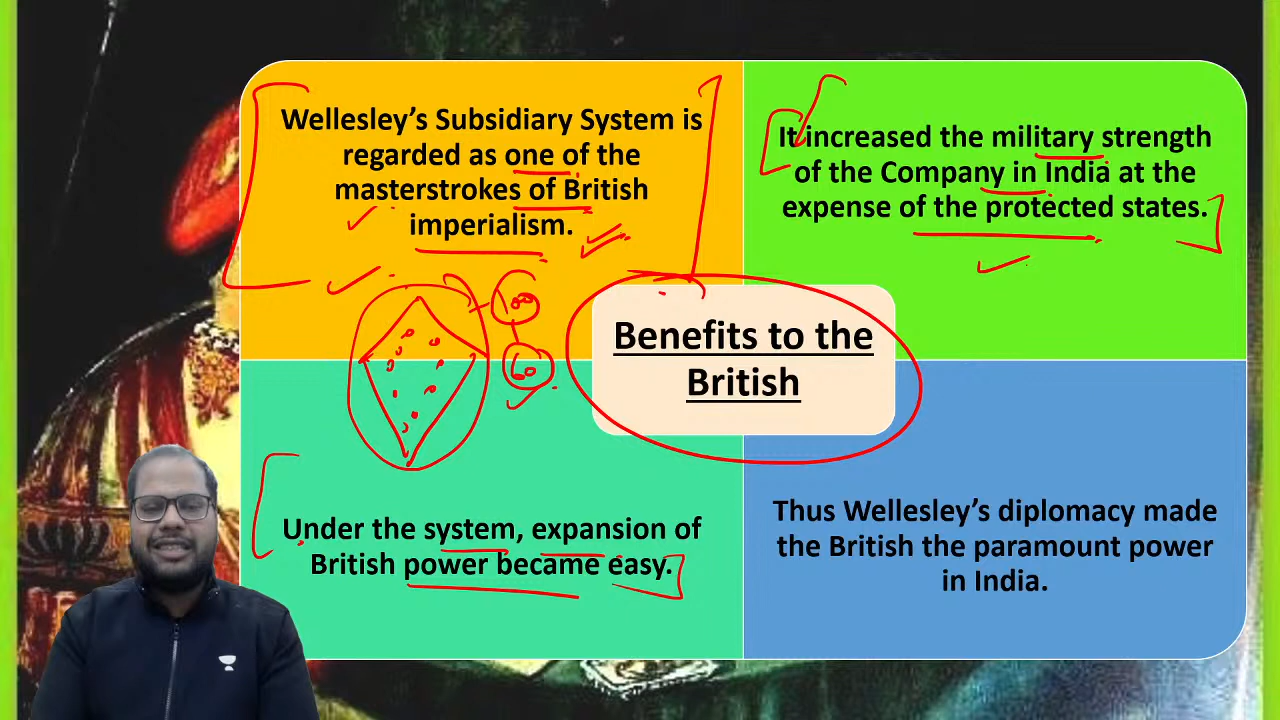 Wellesley's Subsidiary System is
regarded as one of the
masterstrokes of British
imperialism.
It increased the military strength
of the Company in India at the
expense of the protected states.
Benefits to the
British
Under the system, expansion of
British power became easy.
Thus Wellesley's diplomacy made
the British the paramount power
in India.